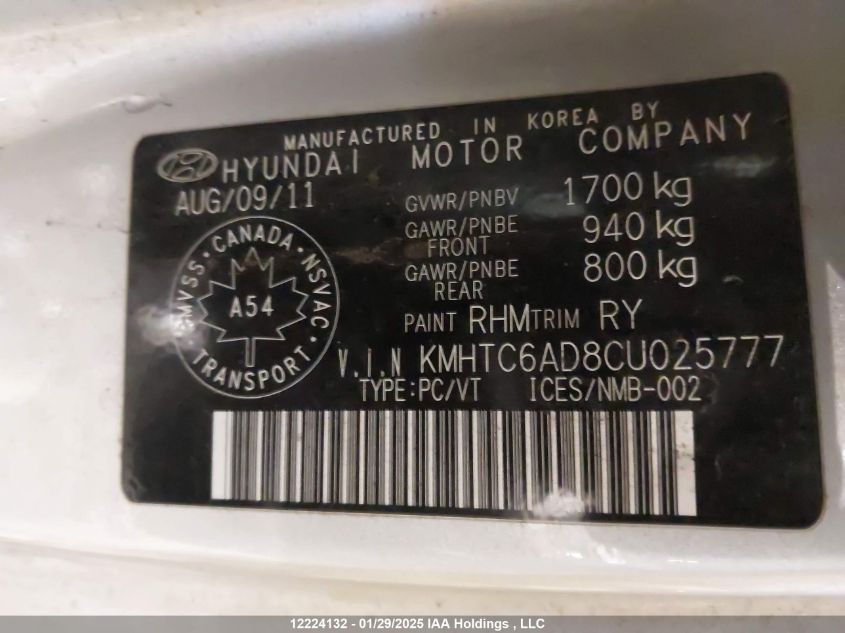 MANUFACTURED IN KOREA BY
HYUNDAI MOTOR COMPANY
AUG/09/11
GVWR/PNBV 1700 kg
GAWR/PNBE FRONT 940 kg
GAWR/PNBE REAR 800 kg
CMVSS · CANADA · NSVAC · TRANSPORT ·
A54
PAINT RHM TRIM RY
V.I.N KMHTC6AD8CU025777
TYPE:PC/VT ICES/NMB-002
12224132 - 01/29/2025 IAA Holdings , LLC